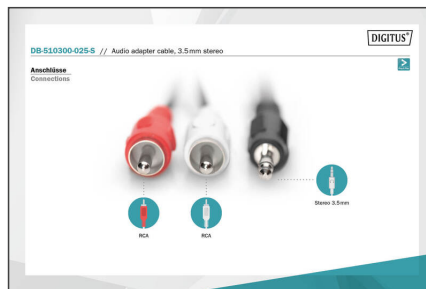 DIGITUS®
DB-510300-025-S // Audio adapter cable, 3.5mm stereo
Anschlüsse
Connections
Stereo 3.5mm
RCA
RCA